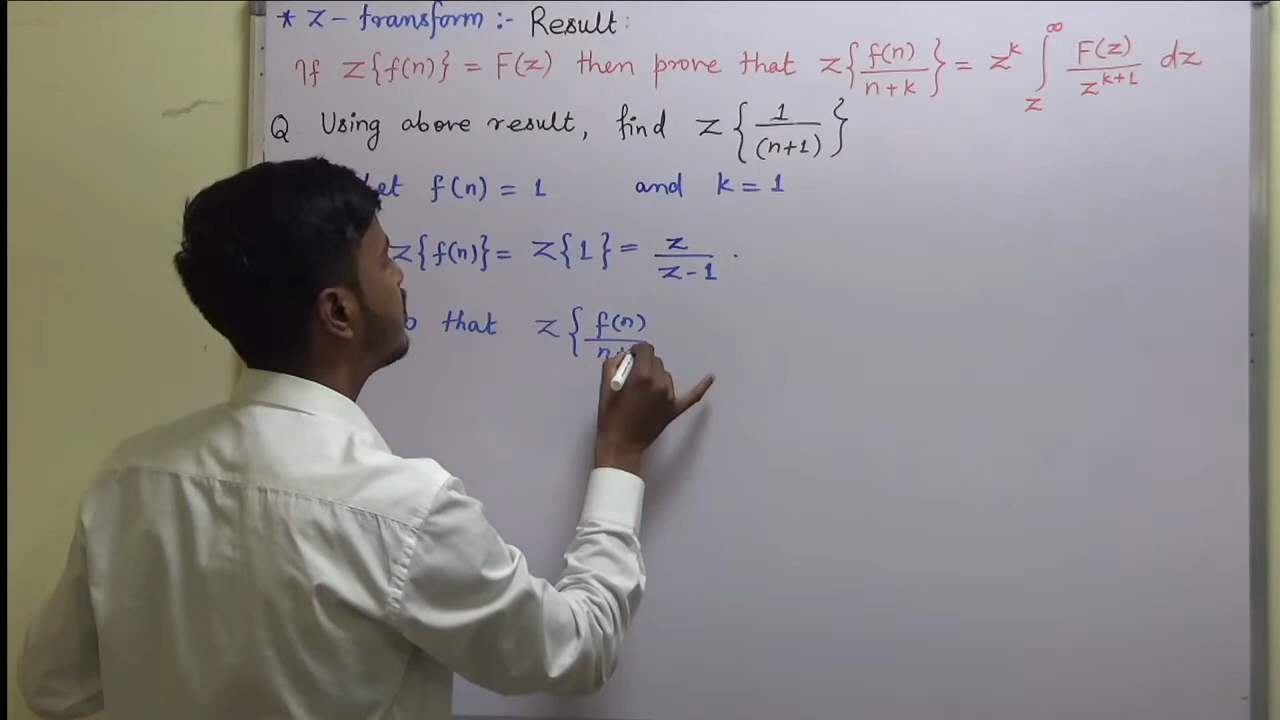 * Z-transform :- Result:
If Z{f(n)} = F(z) then prove that Z{f(n)/(n+k)} = z^k ∫_z^∞ F(z)/z^(k+1) dz
Q Using above result, find Z{1/(n+1)}
Let f(n) = 1 and k = 1
Z{f(n)} = Z{1} = z/(z-1) .
that Z{f(n)/n+